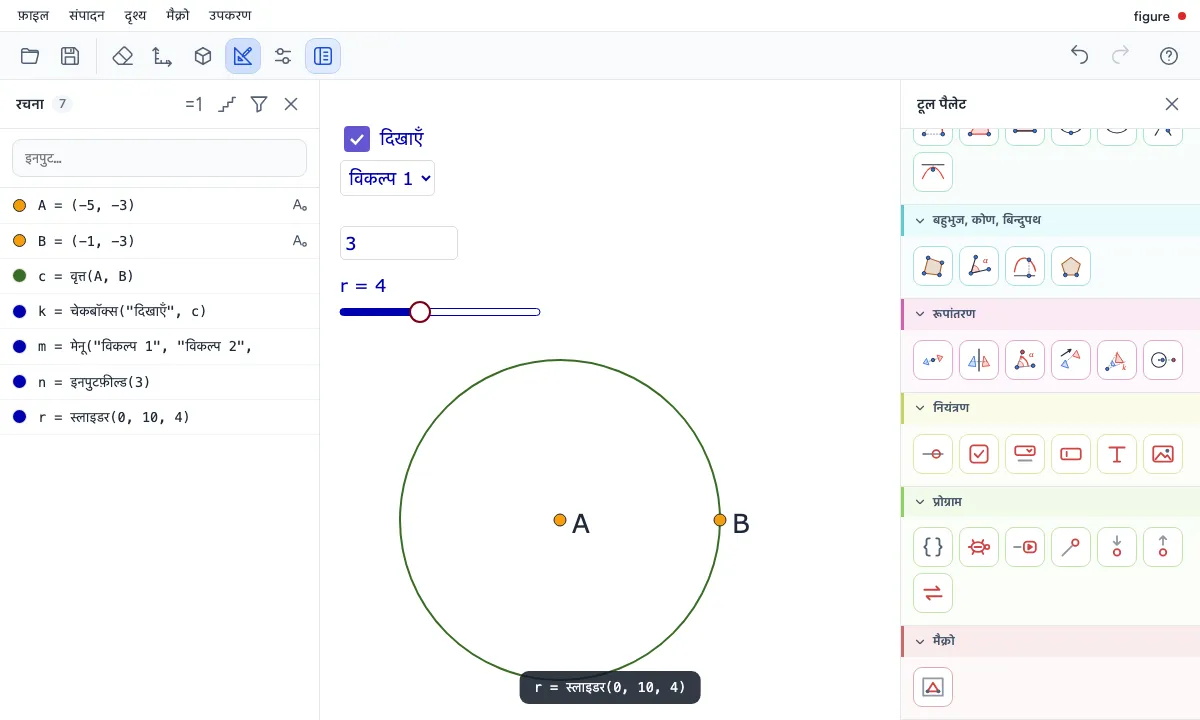 फ़ाइल संपादन दृश्य मैक्रो उपकरण figure
रचना 7 =1
टूल पैलेट
इनपुट…
A = (−5, −3)
B = (−1, −3)
c = वृत्त(A, B)
k = चेकबॉक्स("दिखाएँ", c)
m = मेनू("विकल्प 1", "विकल्प 2",
n = इनपुटफ़ील्ड(3)
r = स्लाइडर(0, 10, 4)
दिखाएँ
विकल्प 1
3
r = 4
A
B
r = स्लाइडर(0, 10, 4)
बहुभुज, कोण, बिन्दुपथ
रूपांतरण
नियंत्रण
प्रोग्राम
मैक्रो